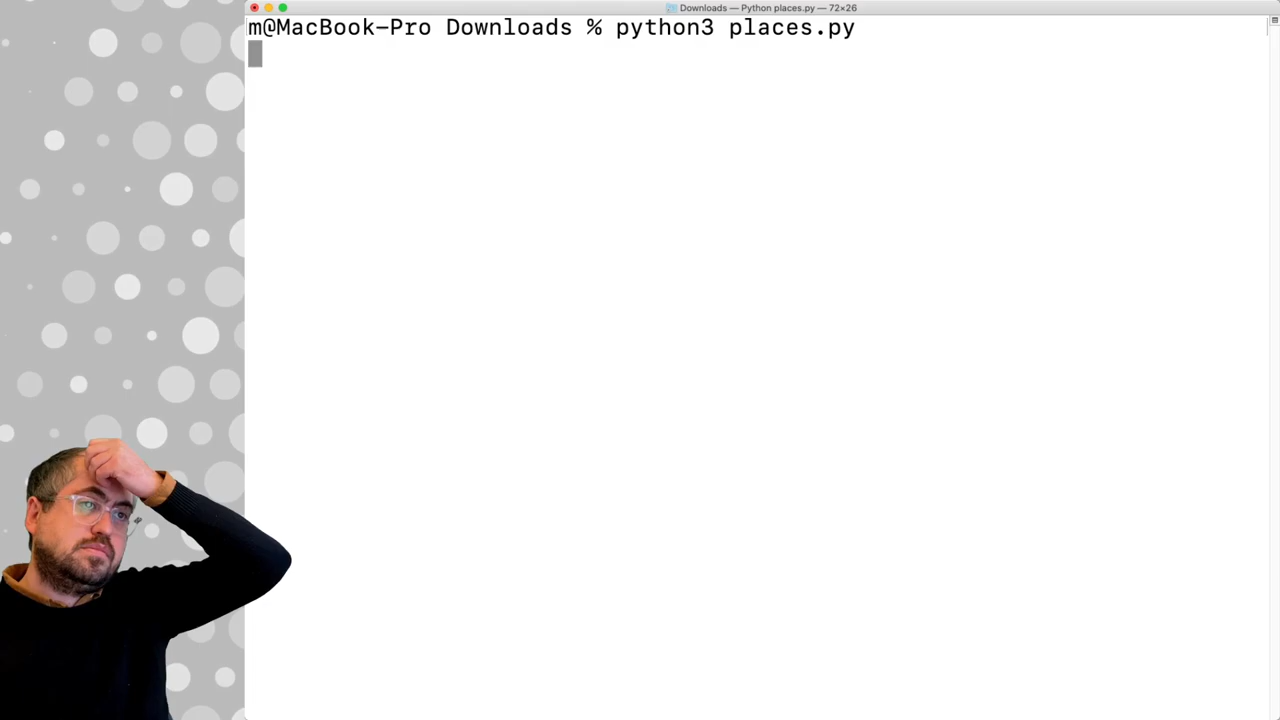 Downloads — Python places.py — 72×26
m@MacBook-Pro Downloads % python3 places.py